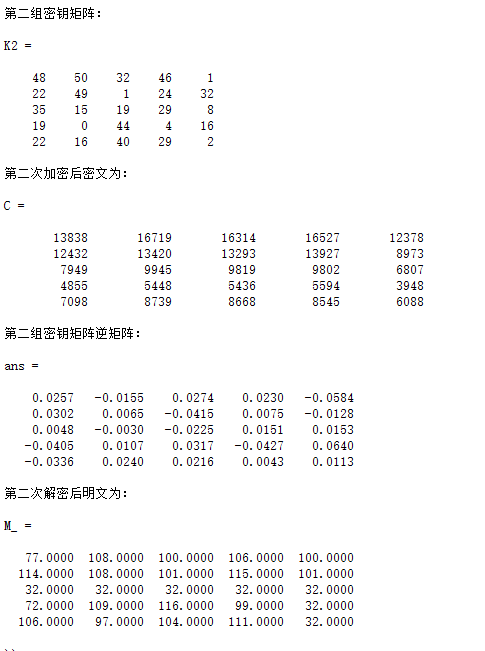 第二组密钥矩阵：
K2 =
48 50 32 46 1
22 49 1 24 32
35 15 19 29 8
19 0 44 4 16
22 16 40 29 2
第二次加密后密文为：
C =
13838 16719 16314 16527 12378
12432 13420 13293 13927 8973
7949 9945 9819 9802 6807
4855 5448 5436 5594 3948
7098 8739 8668 8545 6088
第二组密钥矩阵逆矩阵：
ans =
0.0257 -0.0155 0.0274 0.0230 -0.0584
0.0302 0.0065 -0.0415 0.0075 -0.0128
0.0048 -0.0030 -0.0225 0.0151 0.0153
-0.0405 0.0107 0.0317 -0.0427 0.0640
-0.0336 0.0240 0.0216 0.0043 0.0113
第二次解密后明文为：
M_ =
77.0000 108.0000 100.0000 106.0000 100.0000
114.0000 108.0000 101.0000 115.0000 101.0000
32.0000 32.0000 32.0000 32.0000 32.0000
72.0000 109.0000 116.0000 99.0000 32.0000
106.0000 97.0000 104.0000 111.0000 32.0000
``